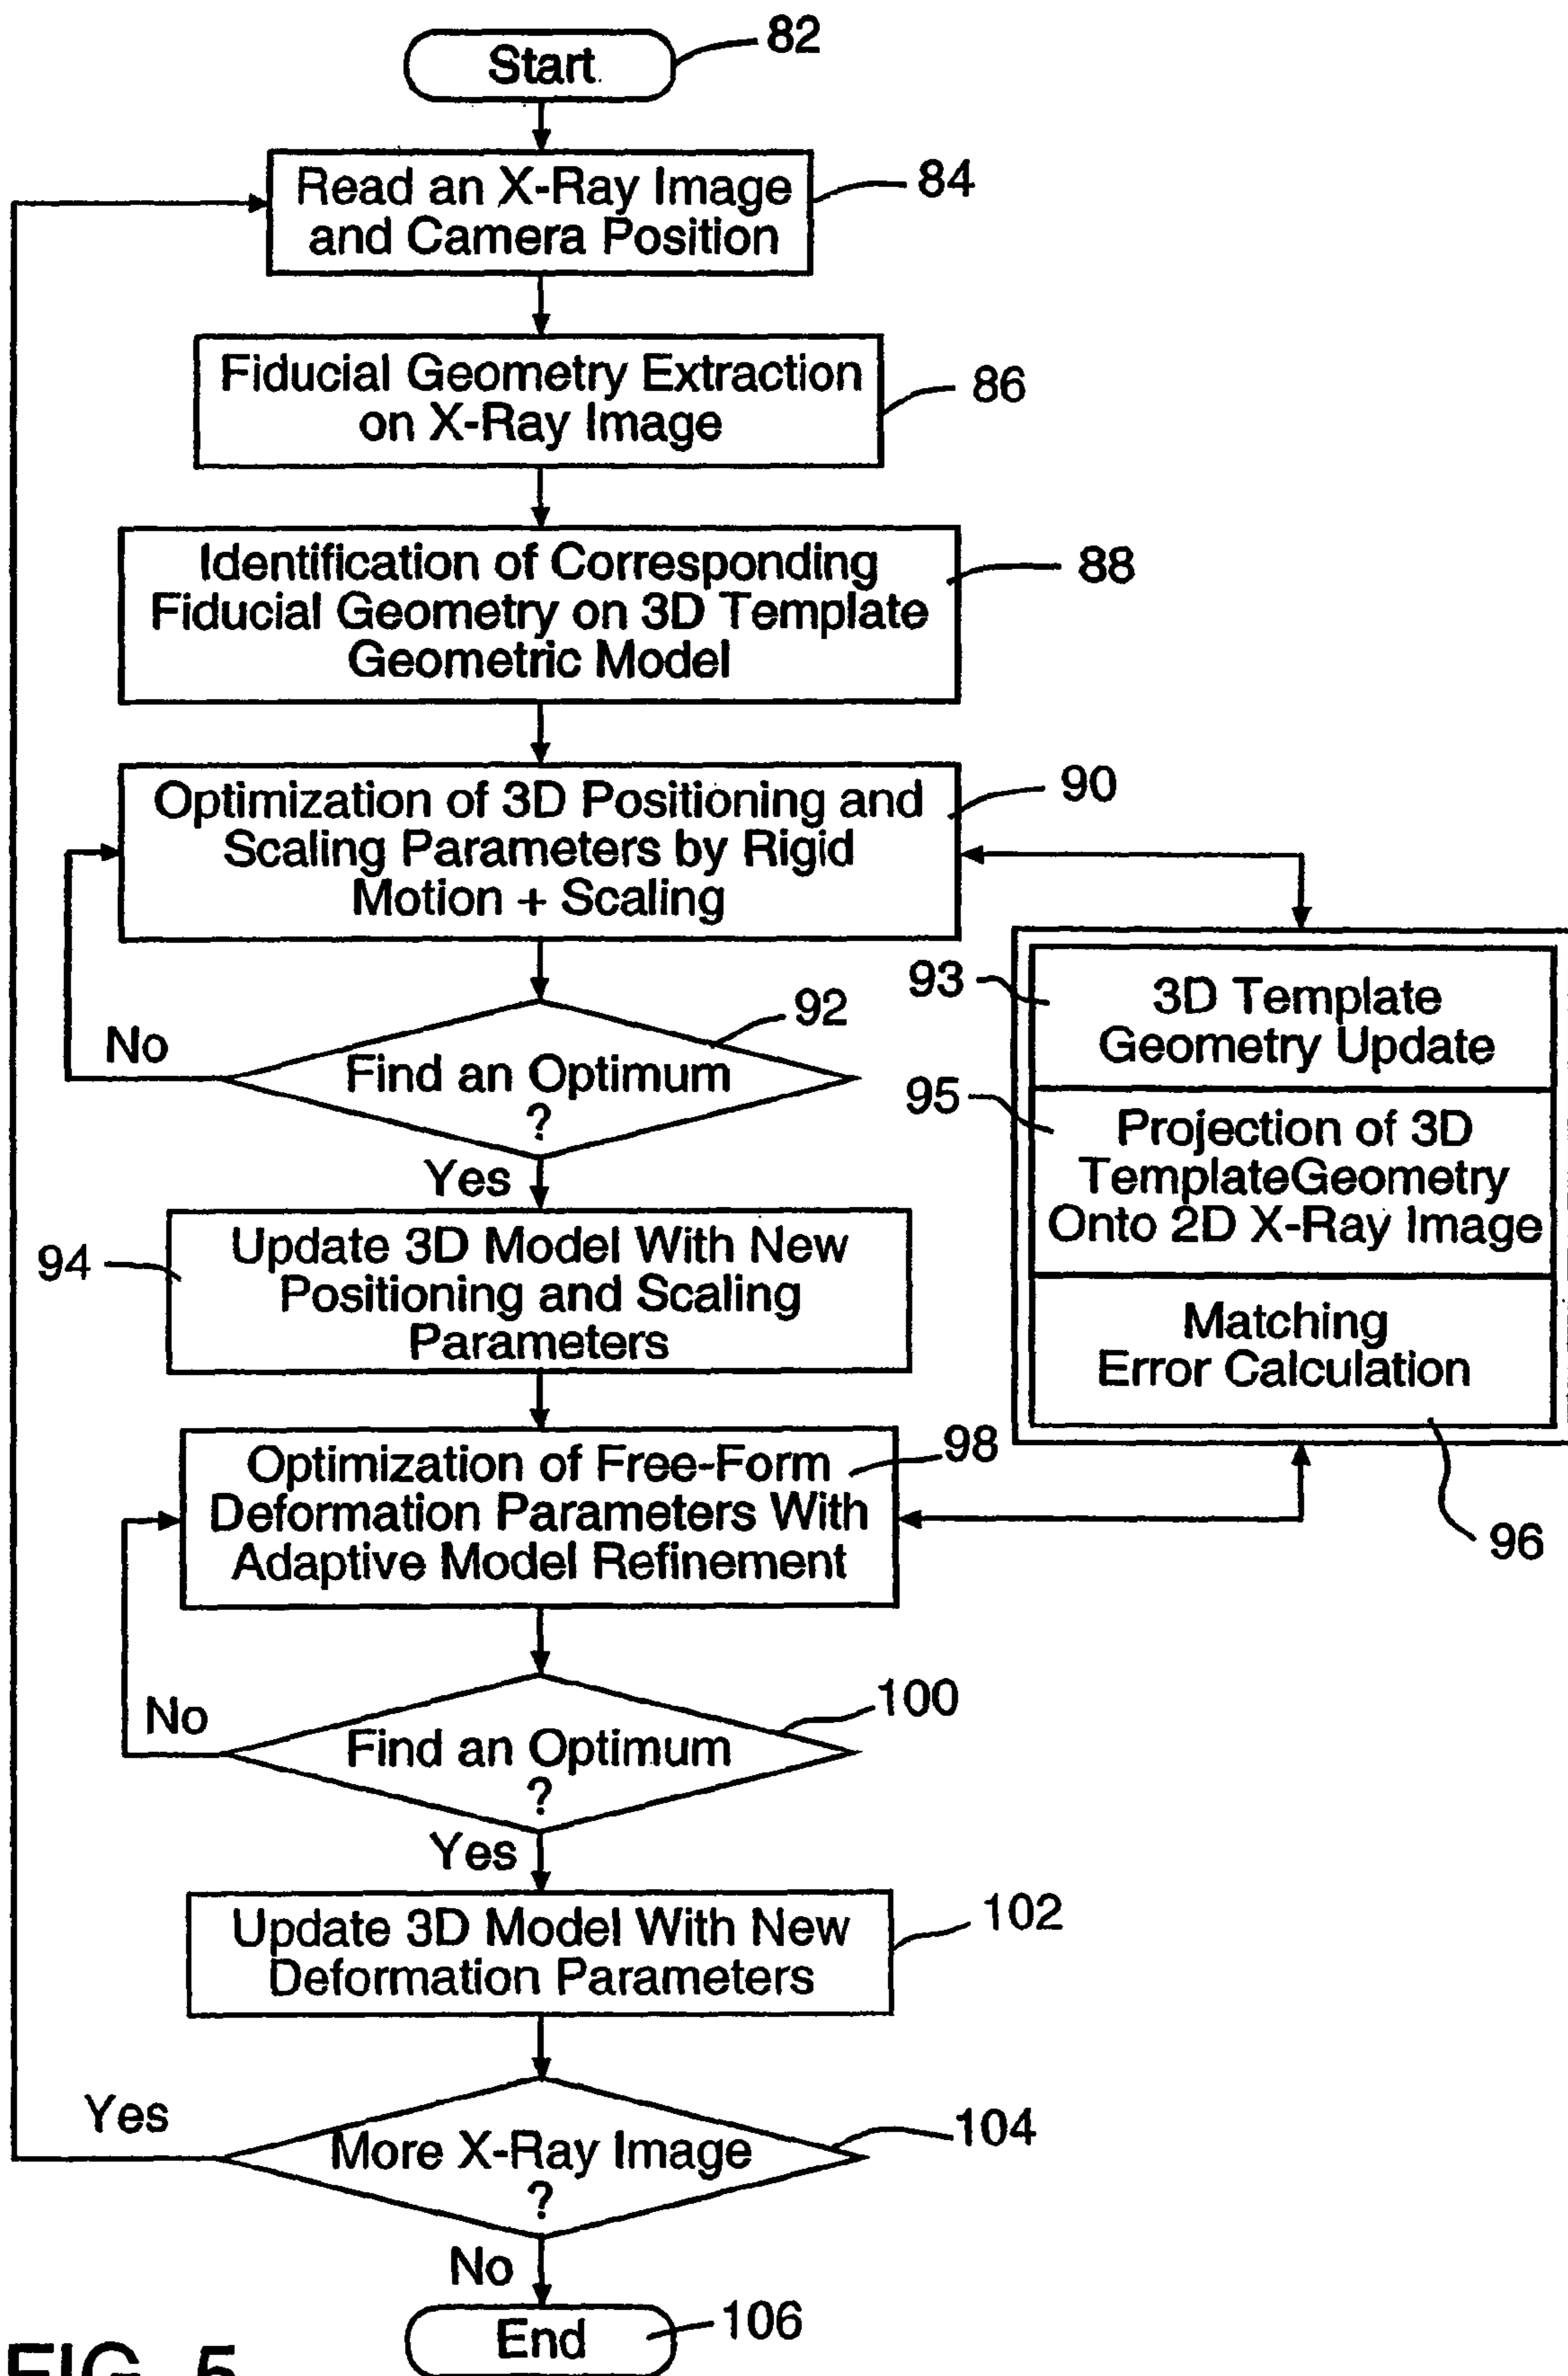 Start
82
Read an X-Ray Image
and Camera Position
84
Fiducial Geometry Extraction
on X-Ray Image
86
Identification of Corresponding
Fiducial Geometry on 3D Template
Geometric Model
88
Optimization of 3D Positioning and
Scaling Parameters by Rigid
Motion + Scaling
90
No
Find an Optimum
?
92
Yes
93
3D Template
Geometry Update
95
Projection of 3D
TemplateGeometry
Onto 2D X-Ray Image
Matching
Error Calculation
96
94
Update 3D Model With New
Positioning and Scaling
Parameters
Optimization of Free-Form
Deformation Parameters With
Adaptive Model Refinement
98
No
Find an Optimum
?
100
Yes
Update 3D Model With New
Deformation Parameters
102
Yes
More X-Ray Image
?
104
No
End
106
FIG. 5